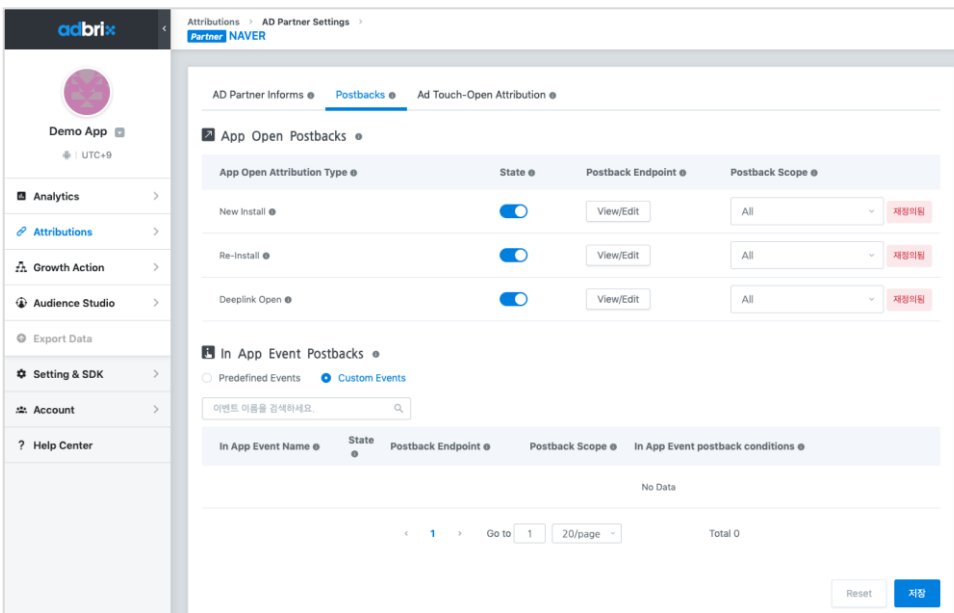 adbrix
Attributions > AD Partner Settings >
Partner NAVER
Demo App
UTC+9
Analytics
Attributions
Growth Action
Audience Studio
Export Data
Setting & SDK
Account
? Help Center
AD Partner Informs Postbacks Ad Touch-Open Attribution
App Open Postbacks
App Open Attribution Type State Postback Endpoint Postback Scope
New Install View/Edit All 재정의됨
Re-Install View/Edit All 재정의됨
Deeplink Open View/Edit All 재정의됨
In App Event Postbacks
Predefined Events Custom Events
이벤트 이름을 검색하세요.
In App Event Name State Postback Endpoint Postback Scope In App Event postback conditions
No Data
< 1 > Go to 1 20/page Total 0
Reset 저장